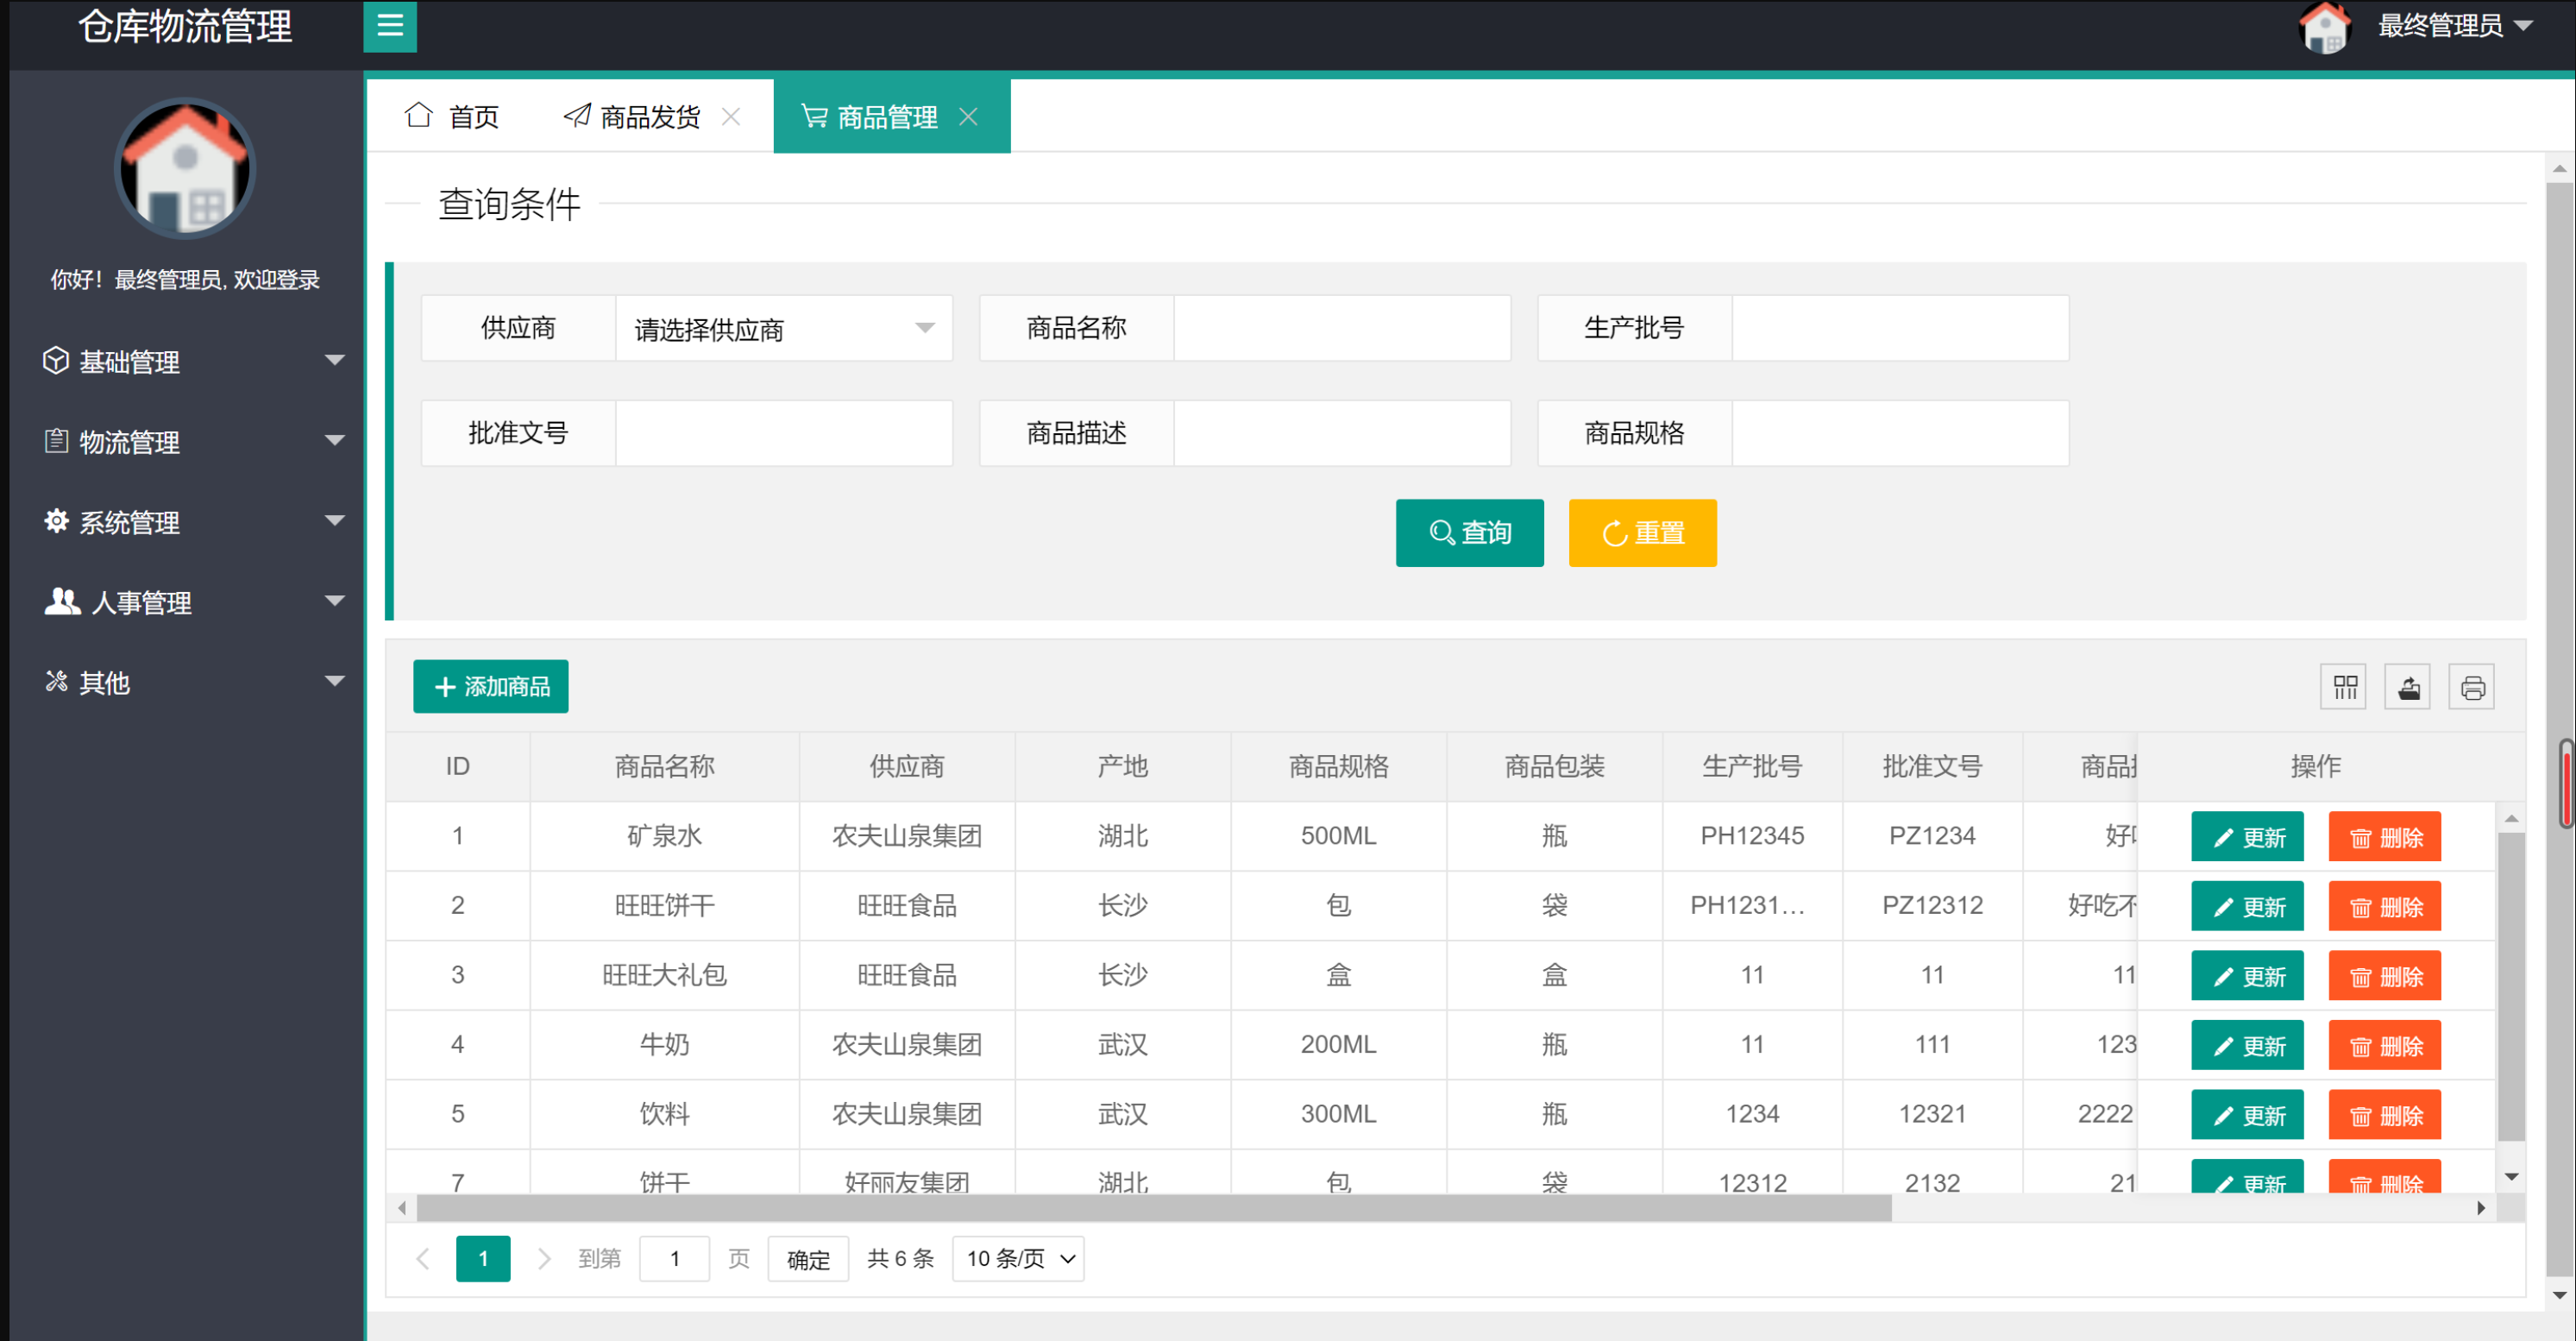 仓库物流管理
最终管理员
首页 商品发货 商品管理
你好！最终管理员, 欢迎登录
基础管理
物流管理
系统管理
人事管理
其他
查询条件
供应商 请选择供应商 商品名称 生产批号
批准文号 商品描述 商品规格
查询 重置
添加商品
ID 商品名称 供应商 产地 商品规格 商品包装 生产批号 批准文号 商品 操作
1 矿泉水 农夫山泉集团 湖北 500ML 瓶 PH12345 PZ1234 好 更新 删除
2 旺旺饼干 旺旺食品 长沙 包 袋 PH1231... PZ12312 好吃不 更新 删除
3 旺旺大礼包 旺旺食品 长沙 盒 盒 11 11 11 更新 删除
4 牛奶 农夫山泉集团 武汉 200ML 瓶 11 111 123 更新 删除
5 饮料 农夫山泉集团 武汉 300ML 瓶 1234 12321 2222 更新 删除
7 饼干 好丽友集团 湖北 包 袋 12312 2132 21 更新 删除
1 到第 1 页 确定 共 6 条 10 条/页